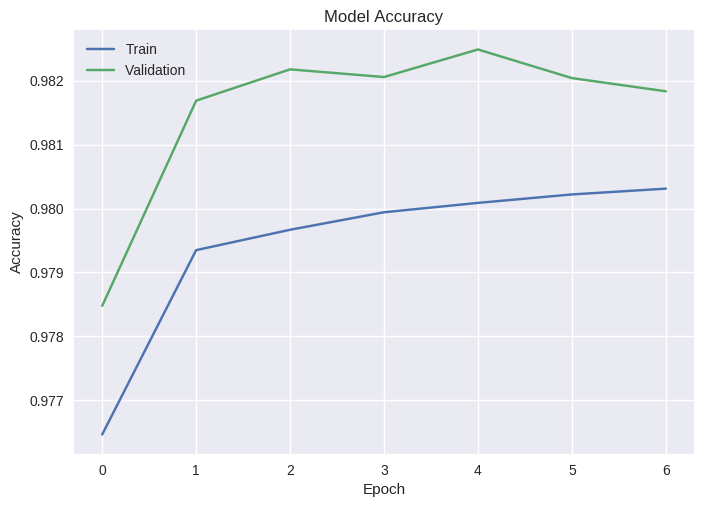 Model Accuracy
Train
Validation
0.982
0.981
0.980
0.979
0.978
0.977
Accuracy
0 1 2 3 4 5 6
Epoch